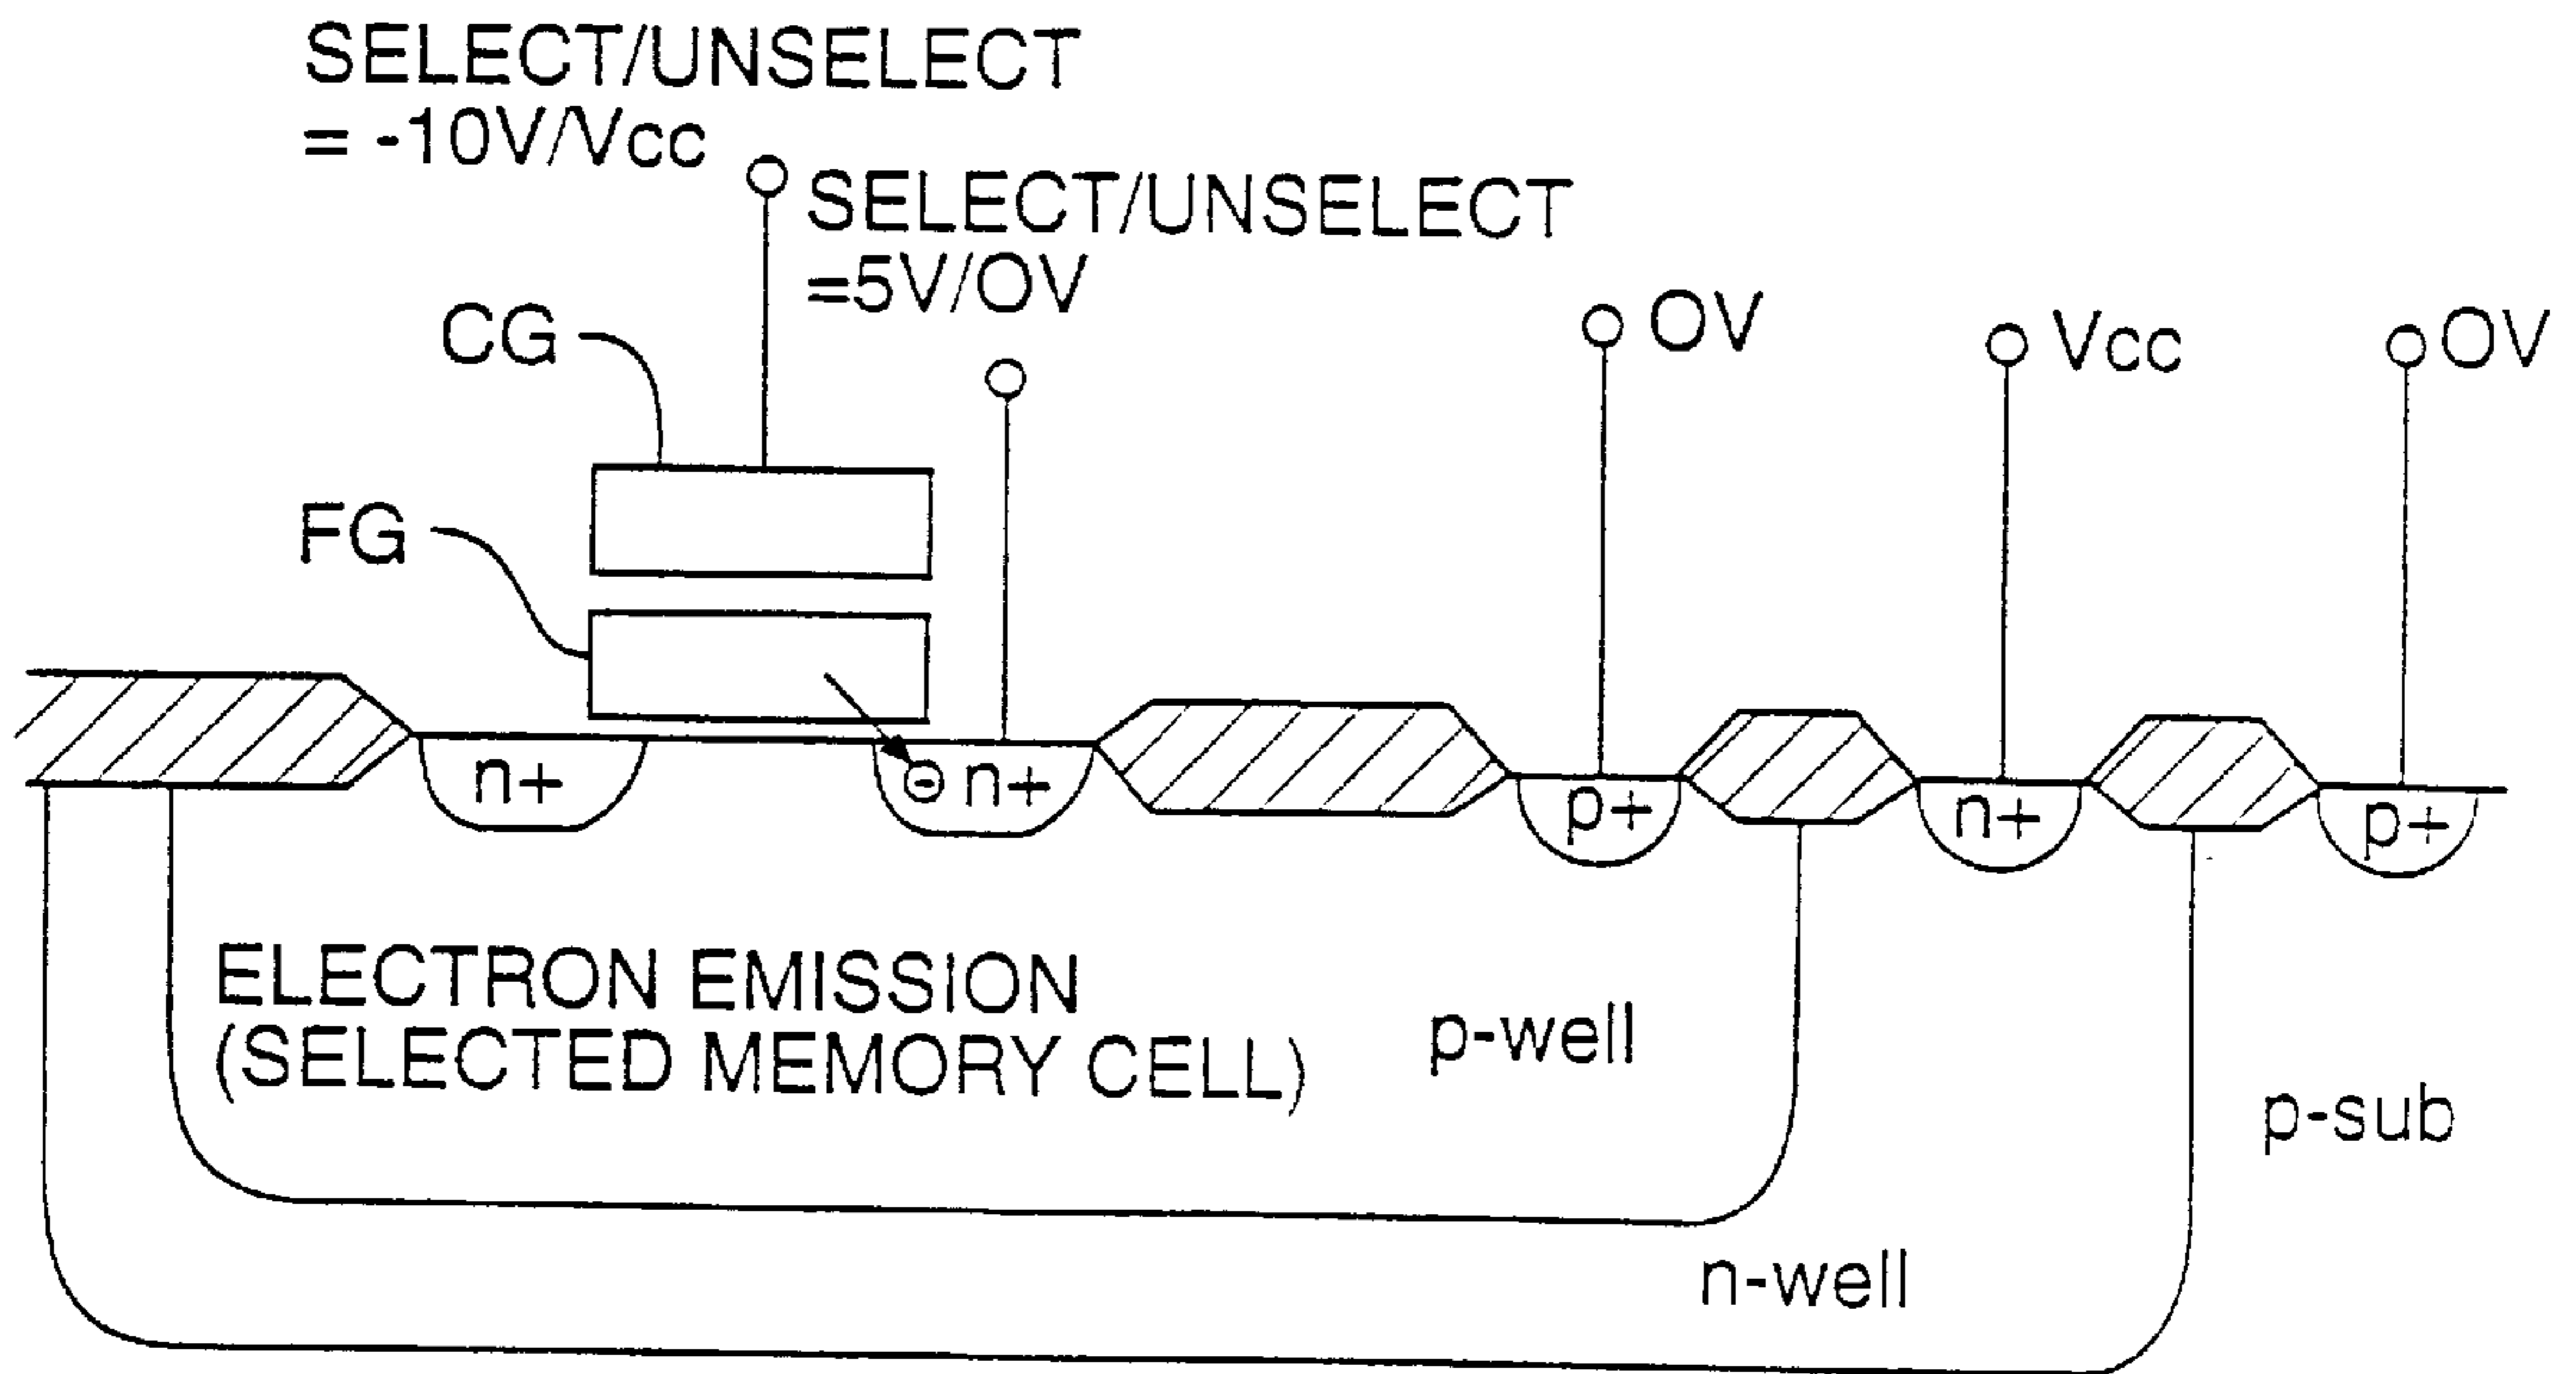 SELECT/UNSELECT
= -10V/Vcc
SELECT/UNSELECT
=5V/OV
CG
OV
Vcc
OV
FG
n+
- n+
p+
n+
p+
ELECTRON EMISSION
(SELECTED MEMORY CELL)
p-well
p-sub
n-well